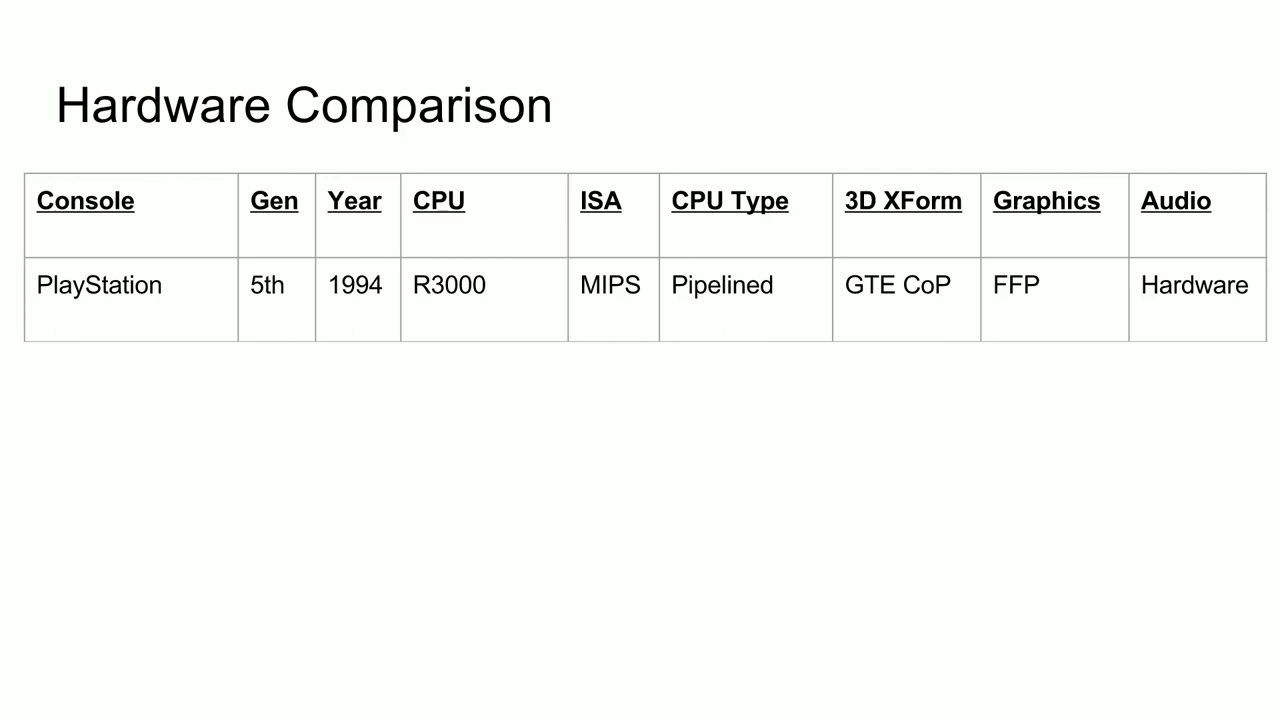 Hardware Comparison
Console Gen Year CPU ISA CPU Type 3D XForm Graphics Audio
PlayStation 5th 1994 R3000 MIPS Pipelined GTE CoP FFP Hardware